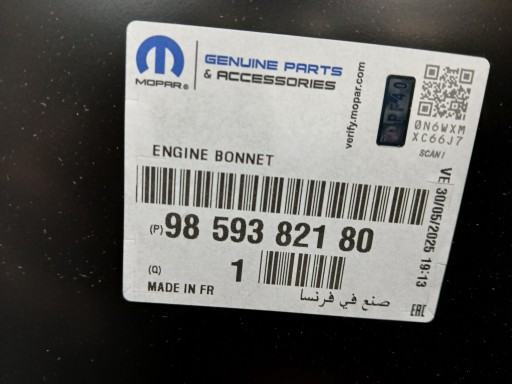 MOPAR®
GENUINE PARTS
& ACCESSORIES
verify.mopar.com
0N6WXM
XC66J7
SCAN!
ENGINE BONNET
VE 30/05/2025 19:13
(P) 98 593 821 80
(Q) 1
MADE IN FR
صنع في فرنسا
EAC